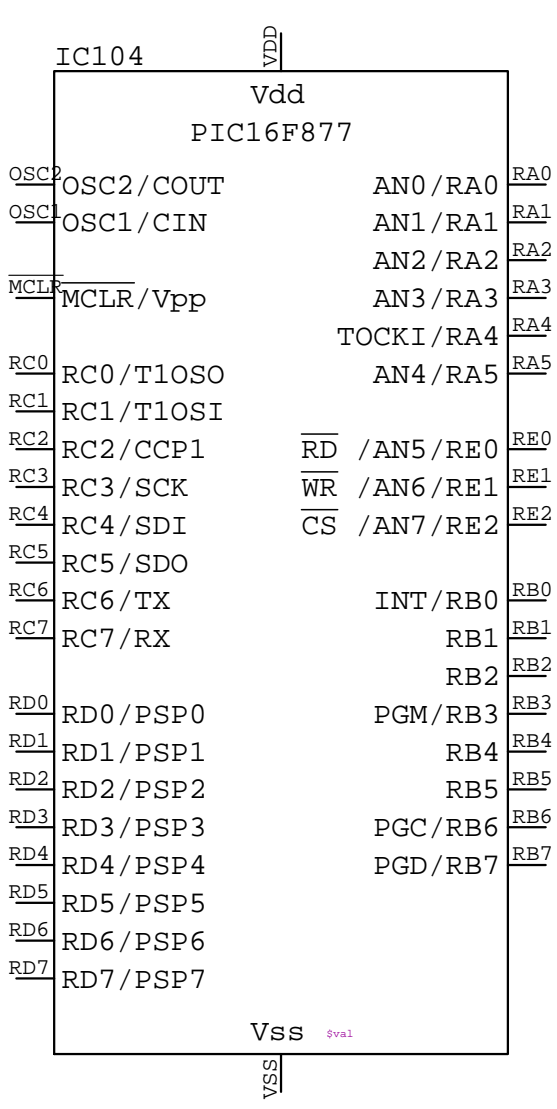 VDD
IC104
Vdd
PIC16F877
OSC2 OSC2/COUT AN0/RA0 RA0
OSC1 OSC1/CIN AN1/RA1 RA1
AN2/RA2 RA2
MCLR MCLR/Vpp AN3/RA3 RA3
TOCKI/RA4 RA4
RC0 RC0/T1OSO AN4/RA5 RA5
RC1 RC1/T1OSI
RC2 RC2/CCP1 RD /AN5/RE0 RE0
RC3 RC3/SCK WR /AN6/RE1 RE1
RC4 RC4/SDI CS /AN7/RE2 RE2
RC5 RC5/SDO
RC6 RC6/TX INT/RB0 RB0
RC7 RC7/RX RB1 RB1
RB2 RB2
RD0 RD0/PSP0 PGM/RB3 RB3
RD1 RD1/PSP1 RB4 RB4
RD2 RD2/PSP2 RB5 RB5
RD3 RD3/PSP3 PGC/RB6 RB6
RD4 RD4/PSP4 PGD/RB7 RB7
RD5 RD5/PSP5
RD6 RD6/PSP6
RD7 RD7/PSP7
Vss $val
VSS